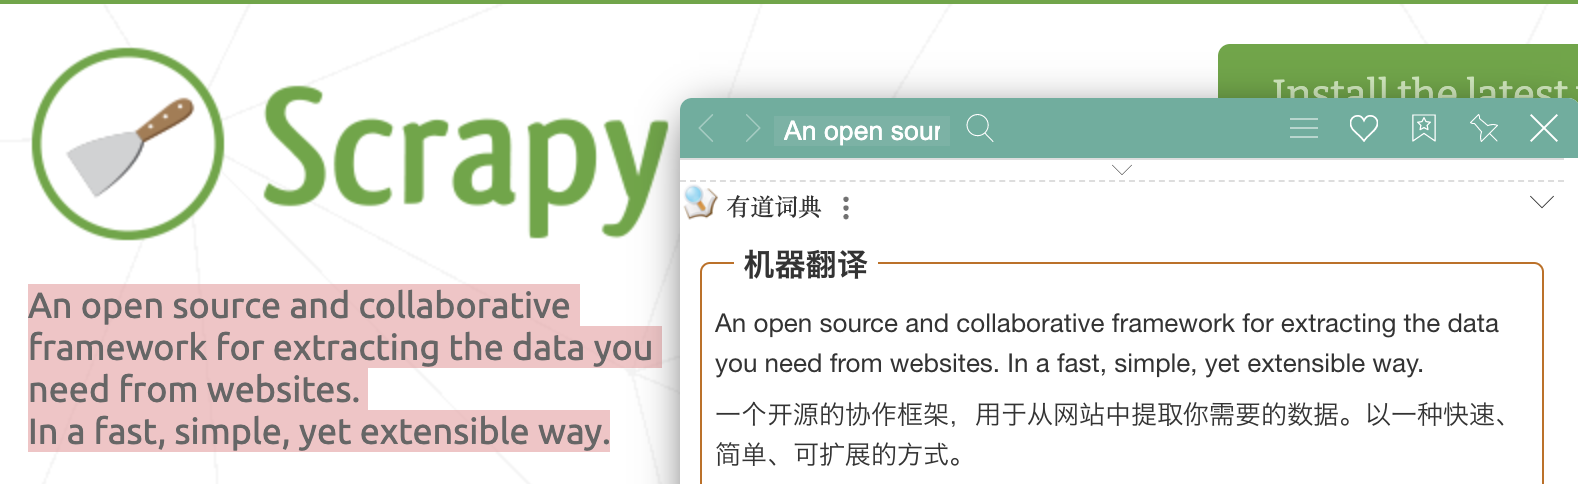 Scrapy
An open source and collaborative
framework for extracting the data you
need from websites.
In a fast, simple, yet extensible way.
Install the latest
An open sour
有道词典
机器翻译
An open source and collaborative framework for extracting the data
you need from websites. In a fast, simple, yet extensible way.
一个开源的协作框架，用于从网站中提取你需要的数据。以一种快速、
简单、可扩展的方式。